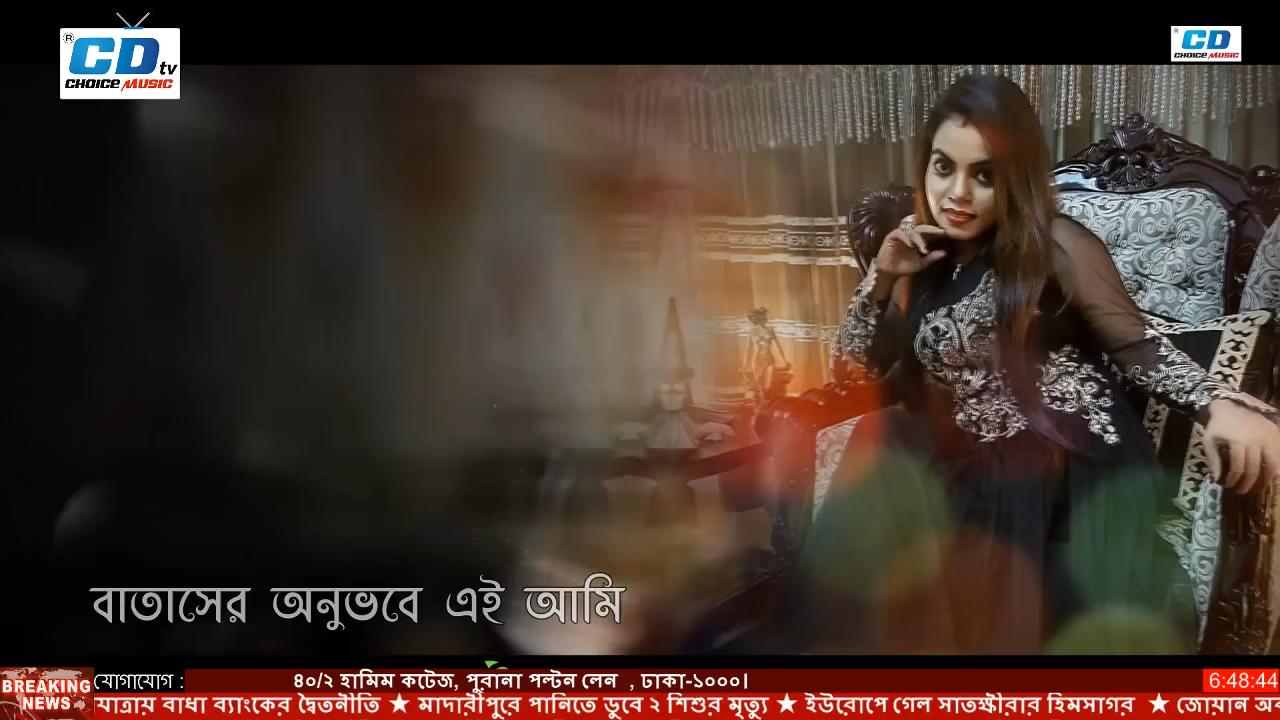 CD tv
CHOICE MUSIC
CD
CHOICE MUSIC
বাতাসের অনুভবে এই আমি
যোগাযোগ : ৪০/২ হামিম কটেজ, পুরানা পল্টন লেন , ঢাকা-১০০০।
6:48:44
BREAKING NEWS
যাত্রায় বাধা ব্যাংকের দ্বৈতনীতি ★ মাদারীপুরে পানিতে ডুবে ২ শিশুর মৃত্যু ★ ইউরোপে গেল সাতক্ষীরার হিমসাগর ★ জোয়ান